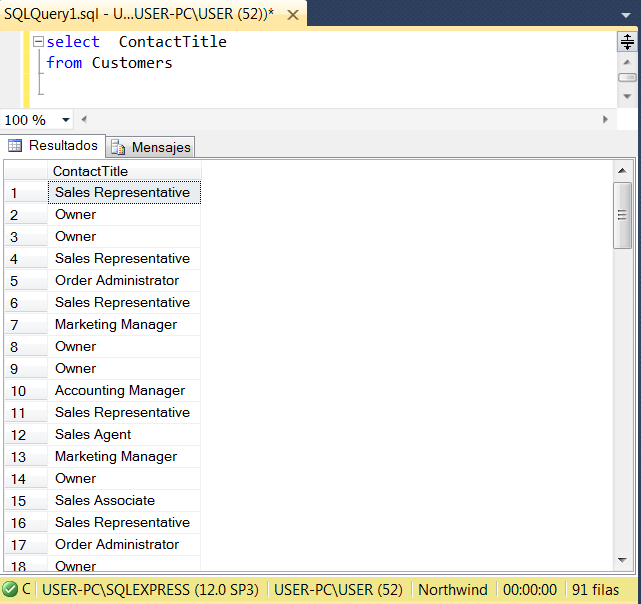 SQLQuery1.sql - U...USER-PC\USER (52))*
select  ContactTitle
from Customers
100 %
Resultados Mensajes
ContactTitle
1 Sales Representative
2 Owner
3 Owner
4 Sales Representative
5 Order Administrator
6 Sales Representative
7 Marketing Manager
8 Owner
9 Owner
10 Accounting Manager
11 Sales Representative
12 Sales Agent
13 Marketing Manager
14 Owner
15 Sales Associate
16 Sales Representative
17 Order Administrator
18 Owner
C USER-PC\SQLEXPRESS (12.0 SP3) USER-PC\USER (52) Northwind 00:00:00 91 filas